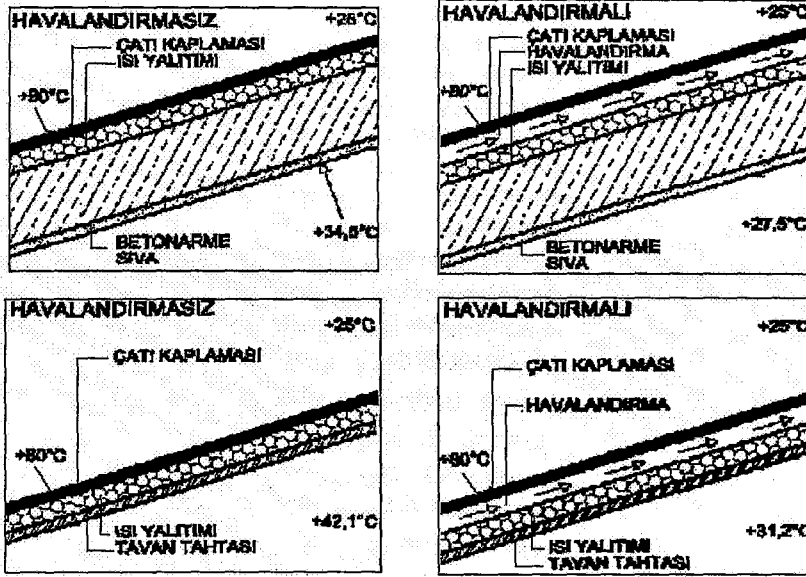 HAVALANDIRMASIZ
+25°C
ÇATI KAPLAMASI
ISI YALITIMI
+80°C
+34,5°C
BETONARME
SIVA
HAVALANDIRMALI
+25°C
ÇATI KAPLAMASI
HAVALANDIRMA
ISI YALITIMI
+80°C
+27,5°C
BETONARME
SIVA
HAVALANDIRMASIZ
+25°C
ÇATI KAPLAMASI
+80°C
ISI YALITIMI
TAVAN TAHTASI
+42,1°C
HAVALANDIRMALI
+25°C
ÇATI KAPLAMASI
HAVALANDIRMA
+80°C
+31,2°C
ISI YALITIMI
TAVAN TAHTASI